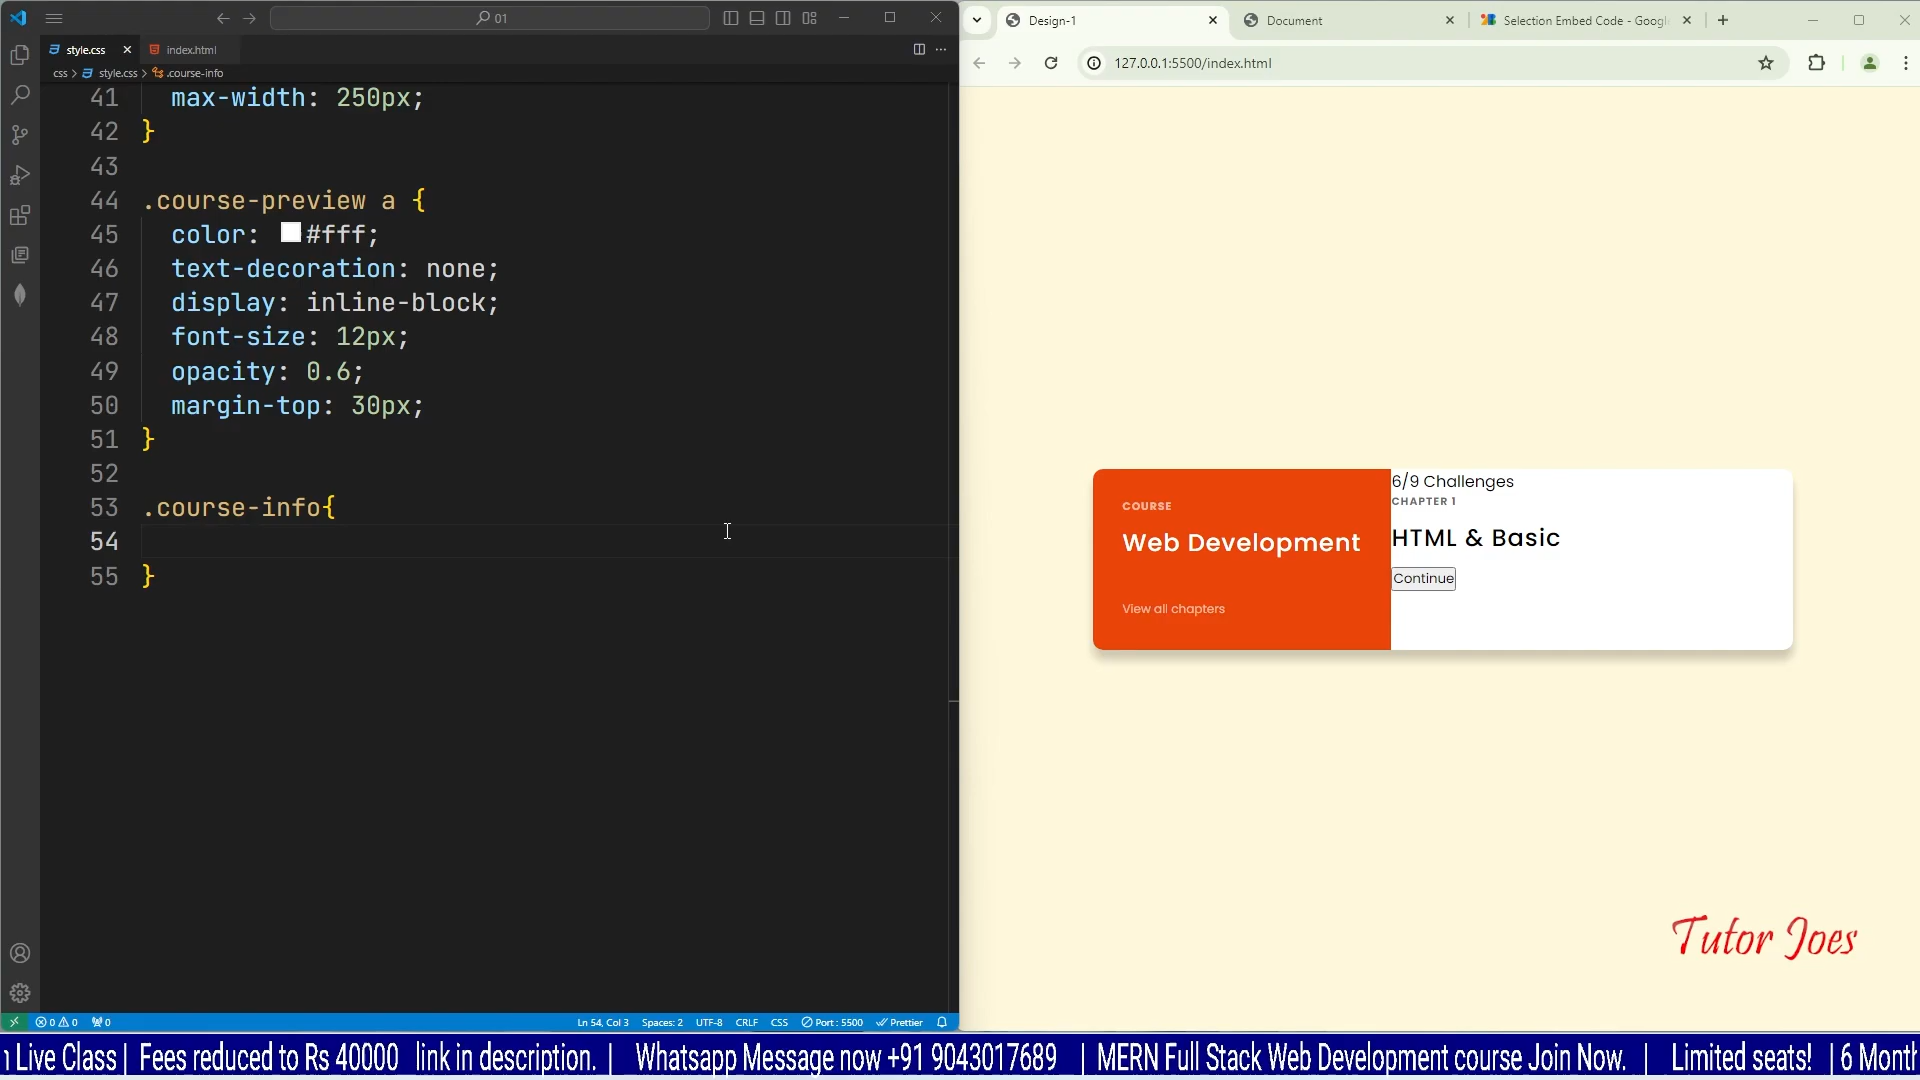 01
style.css
index.html
css > style.css > .course-info
41 max-width: 250px;
42 }
43
44 .course-preview a {
45 color: #fff;
46 text-decoration: none;
47 display: inline-block;
48 font-size: 12px;
49 opacity: 0.6;
50 margin-top: 30px;
51 }
52
53 .course-info{
54
55 }
0 0 0
Ln 54, Col 3 Spaces: 2 UTF-8 CRLF CSS Port : 5500 Prettier
Design-1
Document
Selection Embed Code - Googl
127.0.0.1:5500/index.html
COURSE
Web Development
View all chapters
6/9 Challenges
CHAPTER 1
HTML & Basic
Continue
Tutor Joes
n Live Class | Fees reduced to Rs 40000 link in description. | Whatsapp Message now +91 9043017689 | MERN Full Stack Web Development course Join Now. | Limited seats! | 6 Month